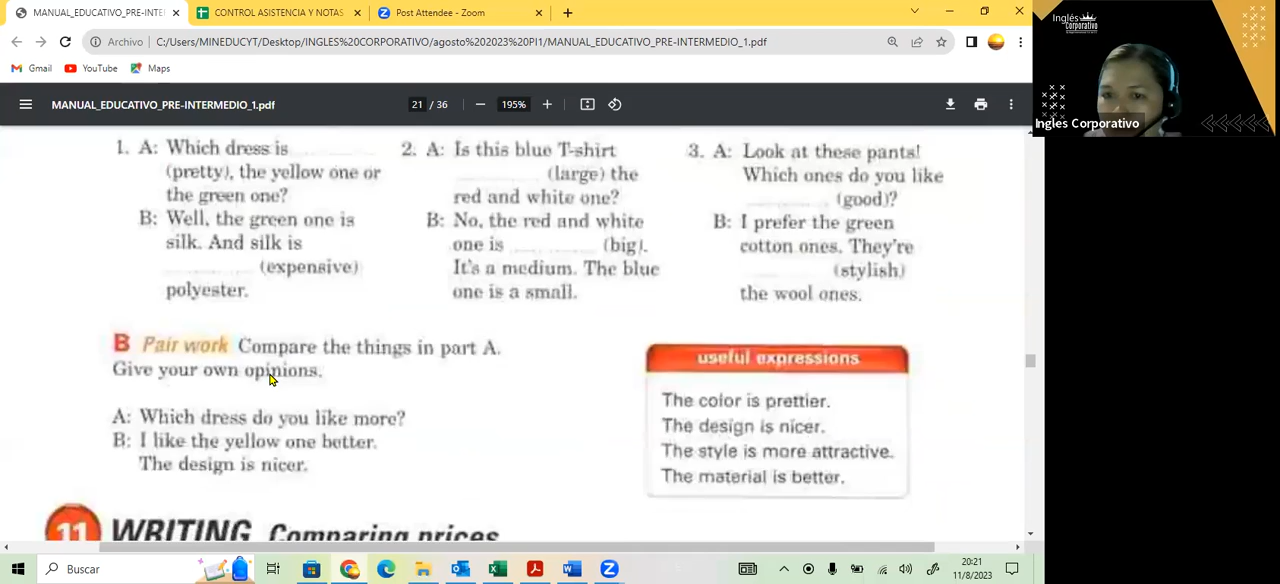 MANUAL_EDUCATIVO_PRE-INTERME
CONTROL ASISTENCIA Y NOTAS
Post Attendee - Zoom
Archivo
C:/Users/MINEDUCYT/Desktop/INGLES%20CORPORATIVO/agosto%202023%20PI1/MANUAL_EDUCATIVO_PRE-INTERMEDIO_1.pdf
Gmail
YouTube
Maps
MANUAL_EDUCATIVO_PRE-INTERMEDIO_1.pdf
21 / 36
195%
1. A: Which dress is
(pretty), the yellow one or
the green one?
B: Well, the green one is
silk. And silk is
(expensive)
polyester.
2. A: Is this blue T-shirt
(large) the
red and white one?
B: No, the red and white
one is (big).
It's a medium. The blue
one is a small.
3. A: Look at these pants!
Which ones do you like
(good)?
B: I prefer the green
cotton ones. They're
(stylish)
the wool ones.
B Pair work Compare the things in part A.
Give your own opinions.
A: Which dress do you like more?
B: I like the yellow one better.
The design is nicer.
useful expressions
The color is prettier.
The design is nicer.
The style is more attractive.
The material is better.
11 WRITING Comparing prices
Inglés
Corporativo
Ingles Corporativo
Buscar
20:21
11/8/2023